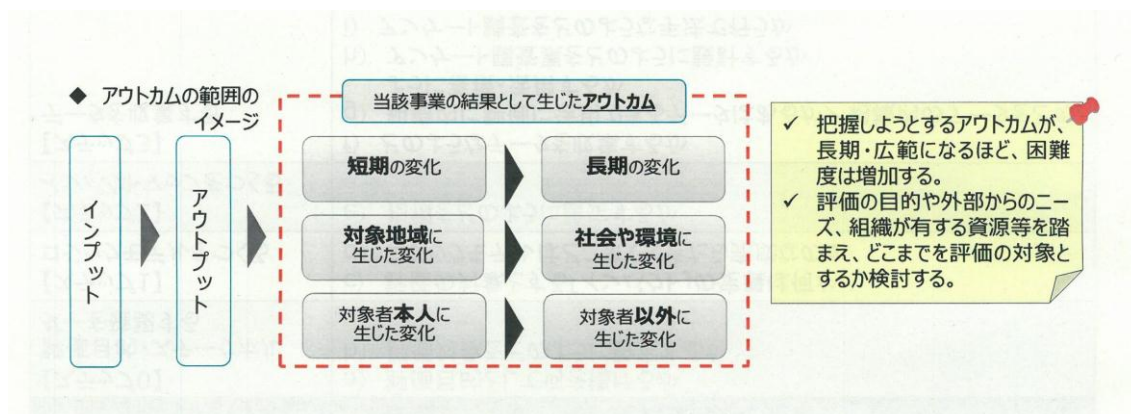 ◆ アウトカムの範囲の
イメージ
インプット
アウトプット
当該事業の結果として生じたアウトカム
短期の変化
長期の変化
対象地域に
生じた変化
社会や環境に
生じた変化
対象者本人に
生じた変化
対象者以外に
生じた変化
✓ 把握しようとするアウトカムが、
長期・広範になるほど、困難
度は増加する。
✓ 評価の目的や外部からのニー
ズ、組織が有する資源等を踏
まえ、どこまでを評価の対象と
するか検討する。